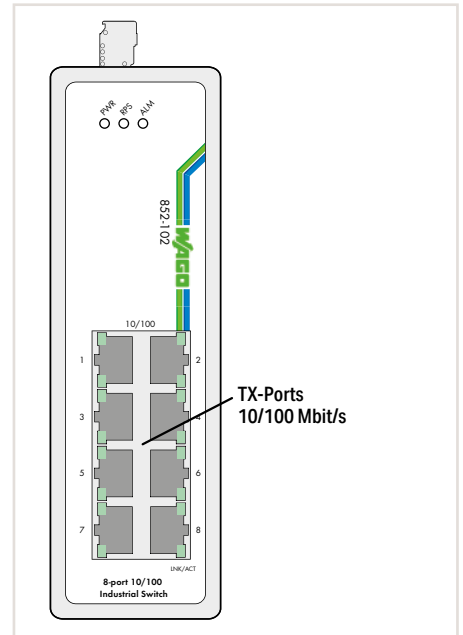 PWR RPS ALM
852-102
WAGO
10/100
1 2
3 4
TX-Ports
10/100 Mbit/s
5 6
7 8
LNK/ACT
8-port 10/100
Industrial Switch